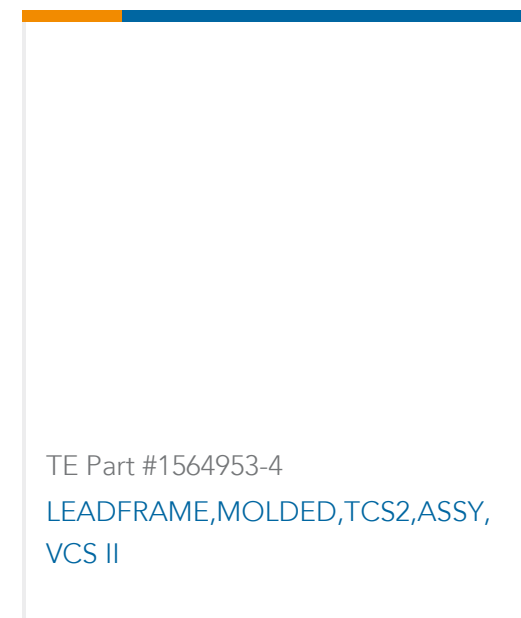 TE Part #1564953-4
LEADFRAME,MOLDED,TCS2,ASSY,
VCS II